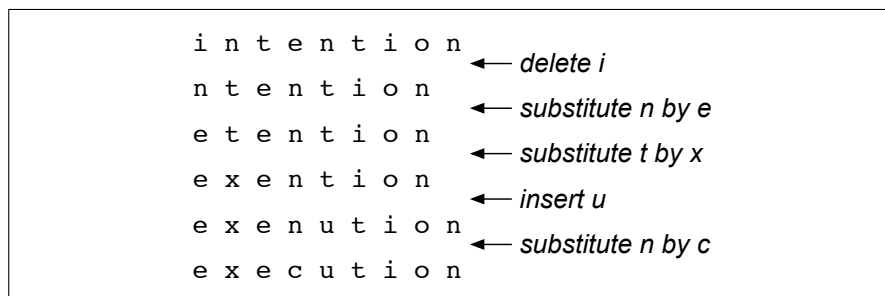 i n t e n t i o n
delete i
n t e n t i o n
substitute n by e
e t e n t i o n
substitute t by x
e x e n t i o n
insert u
e x e n u t i o n
substitute n by c
e x e c u t i o n